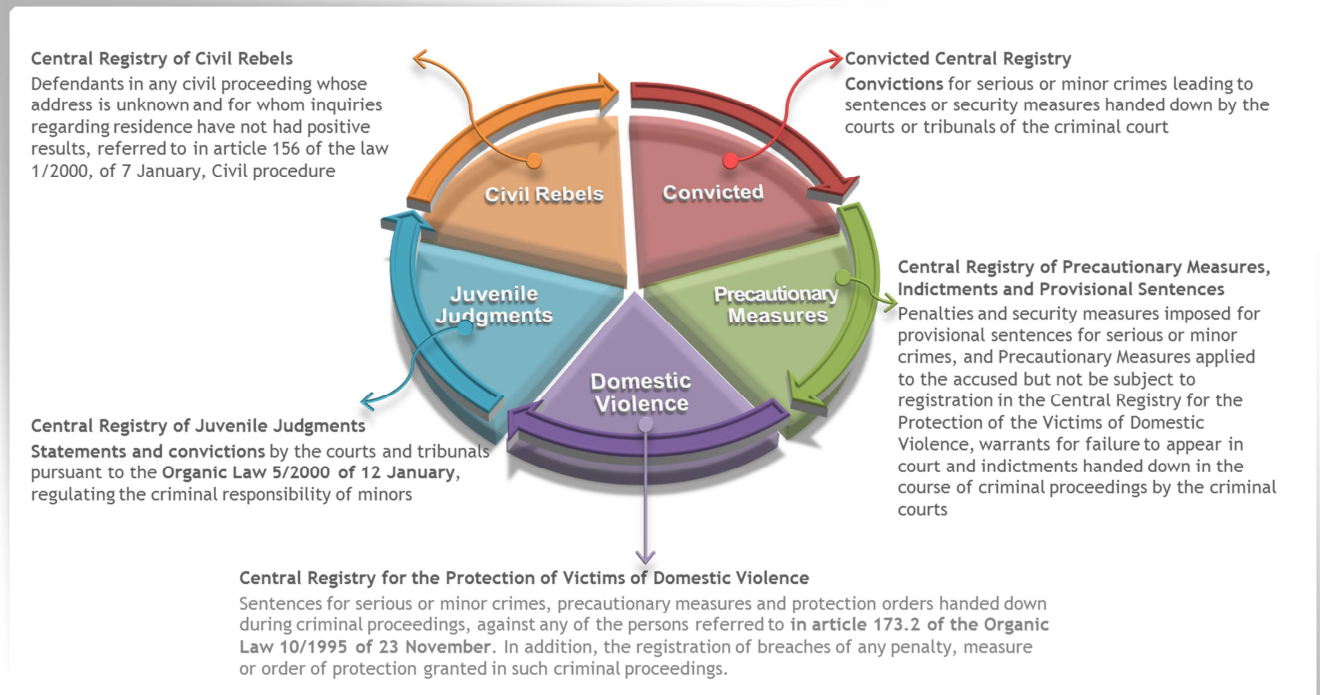 Central Registry of Civil Rebels
Defendants in any civil proceeding whose
address is unknown and for whom inquiries
regarding residence have not had positive
results, referred to in article 156 of the law
1/2000, of 7 January, Civil procedure
Convicted Central Registry
Convictions for serious or minor crimes leading to
sentences or security measures handed down by the
courts or tribunals of the criminal court
Civil Rebels
Convicted
Juvenile
Judgments
Precautionary
Measures
Domestic
Violence
Central Registry of Precautionary Measures,
Indictments and Provisional Sentences
Penalties and security measures imposed for
provisional sentences for serious or minor
crimes, and Precautionary Measures applied
to the accused but not be subject to
registration in the Central Registry for the
Protection of the Victims of Domestic
Violence, warrants for failure to appear in
court and indictments handed down in the
course of criminal proceedings by the criminal
courts
Central Registry of Juvenile Judgments
Statements and convictions by the courts and tribunals
pursuant to the Organic Law 5/2000 of 12 January,
regulating the criminal responsibility of minors
Central Registry for the Protection of Victims of Domestic Violence
Sentences for serious or minor crimes, precautionary measures and protection orders handed down
during criminal proceedings, against any of the persons referred to in article 173.2 of the Organic
Law 10/1995 of 23 November. In addition, the registration of breaches of any penalty, measure
or order of protection granted in such criminal proceedings.